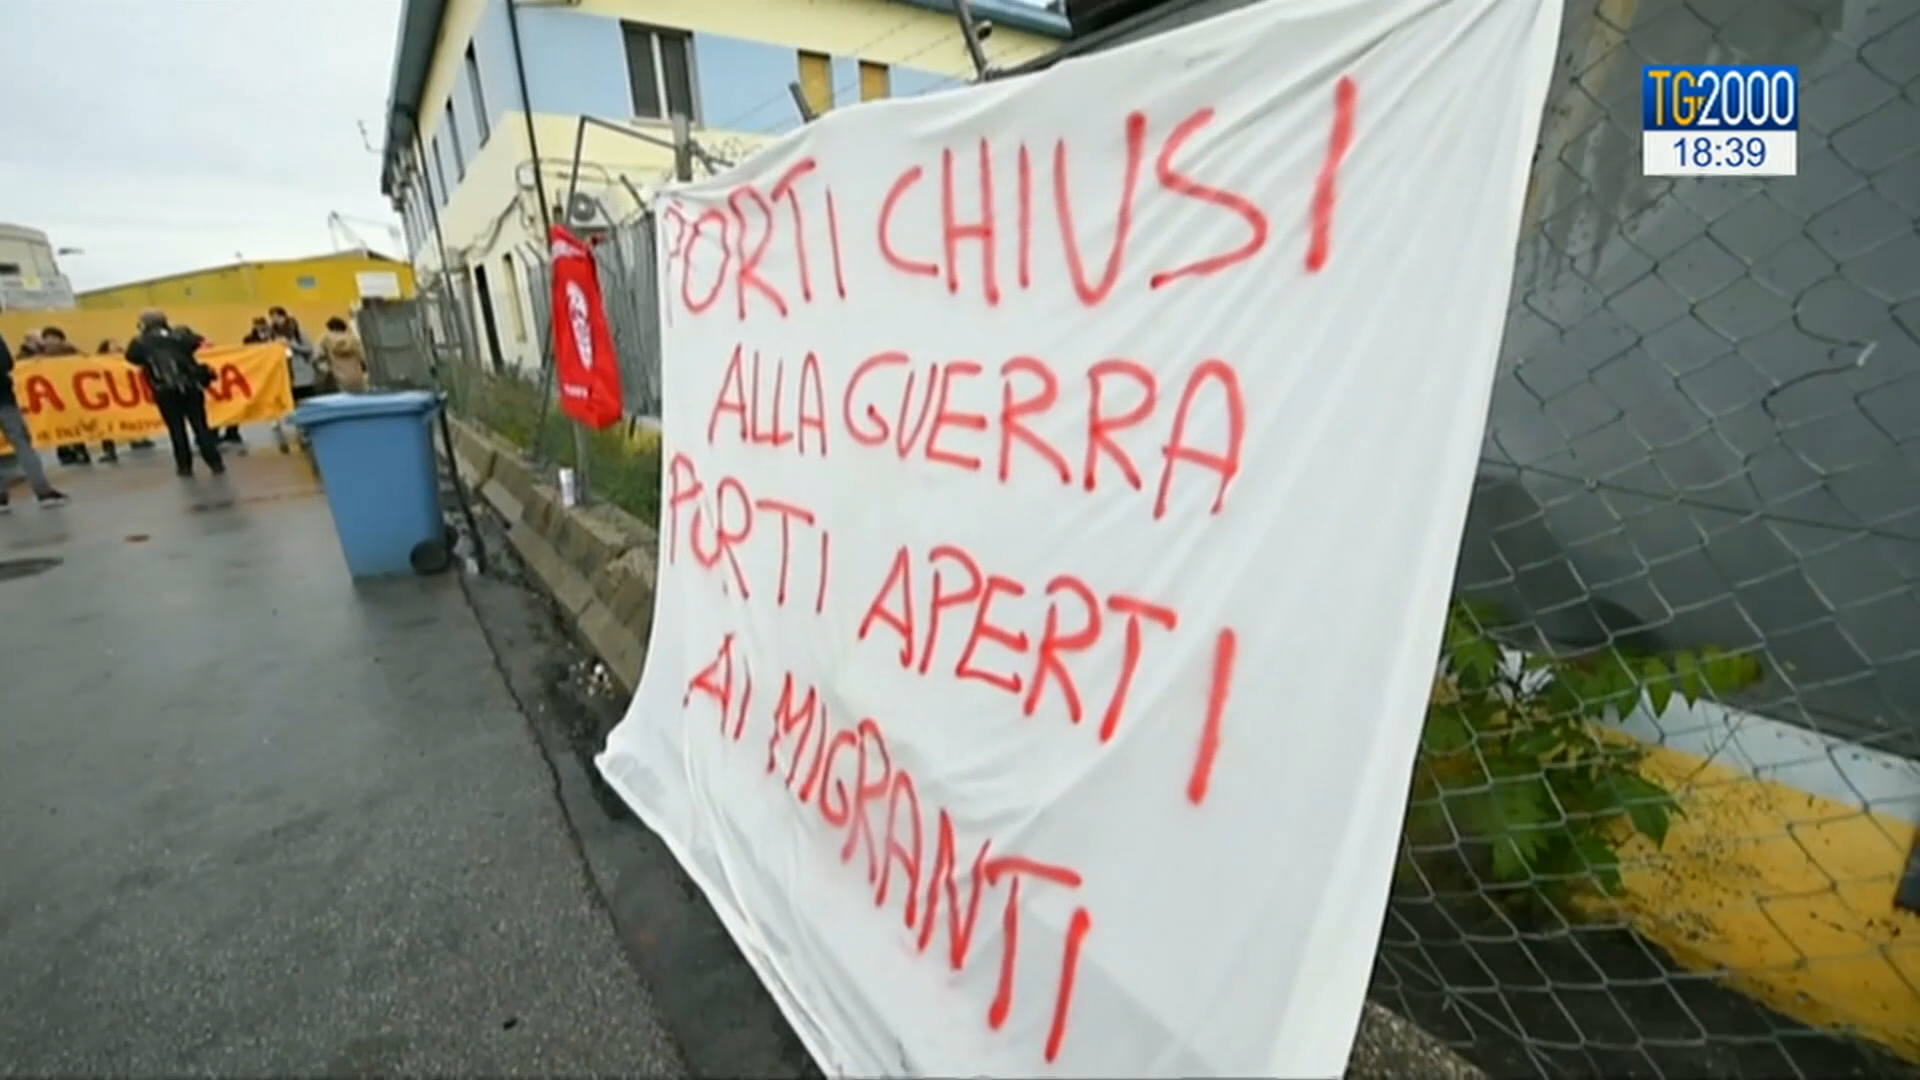 TG2000
18:39
PORTI CHIUSI
ALLA GUERRA
PORTI APERTI
AI MIGRANTI
LA GUERRA